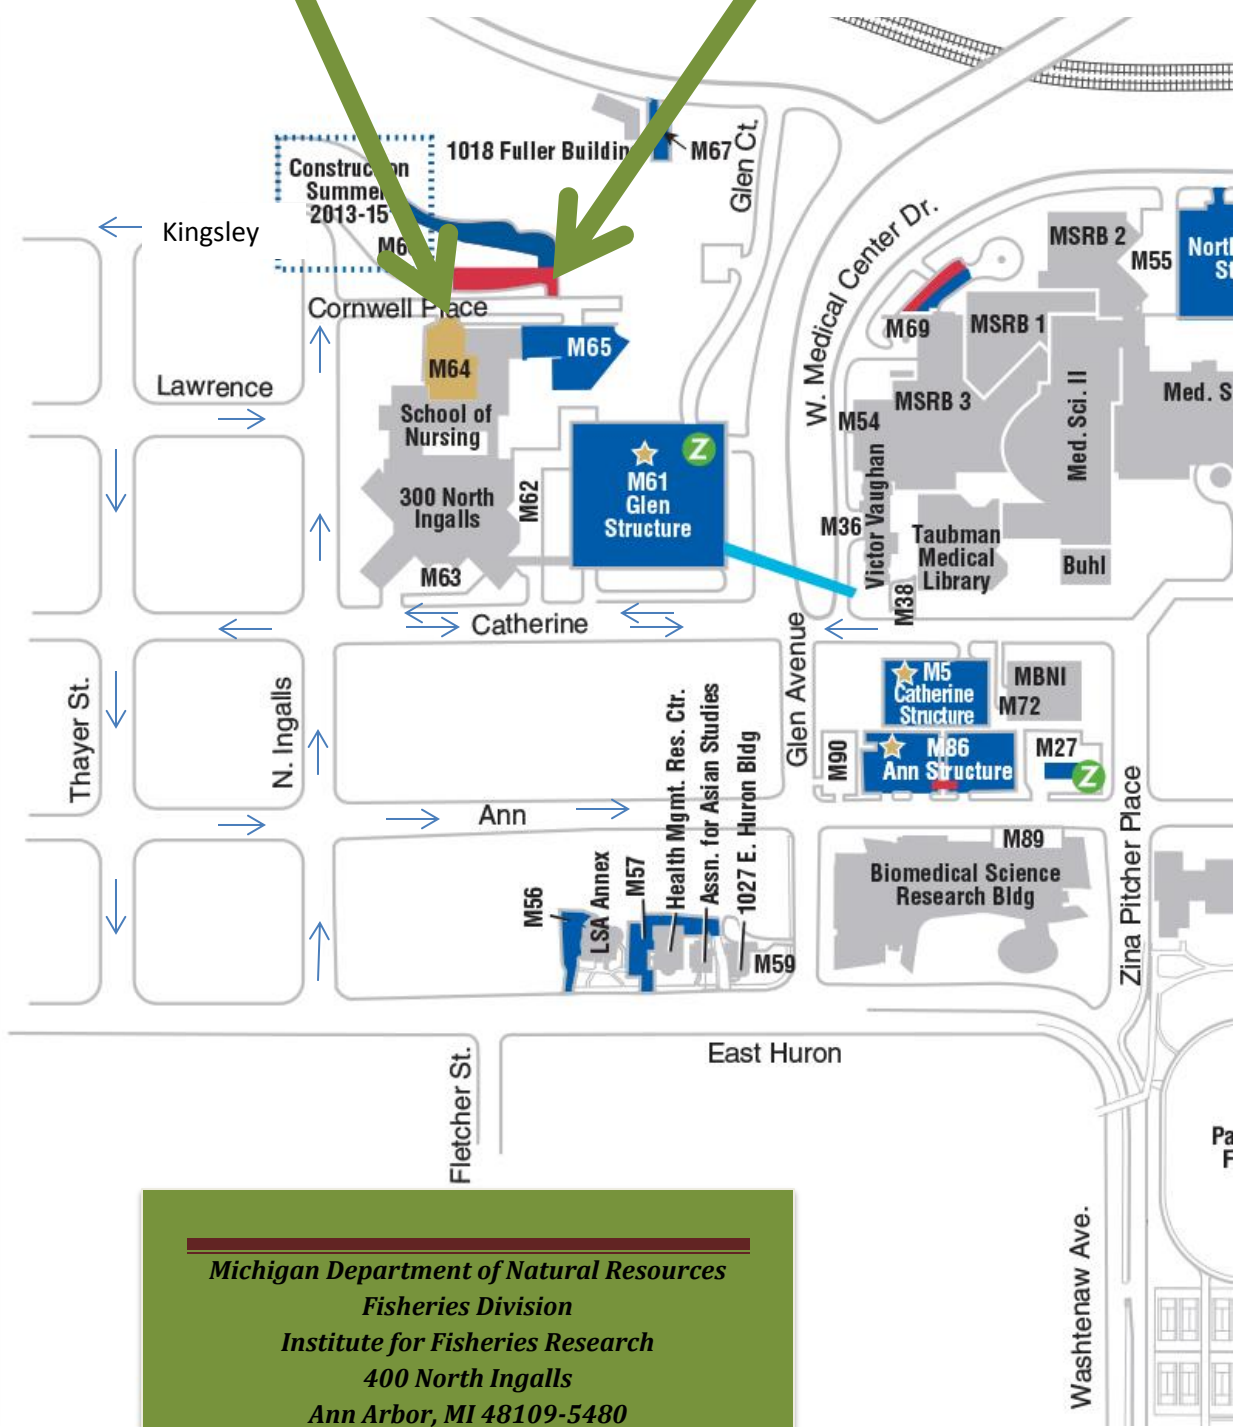 1018 Fuller Buildin
M67
Glen Ct.
Construc on
Summe
2013-15
M6
Kingsley
Cornwell Place
W. Medical Center Dr.
MSRB 2
M55
M69
MSRB 1
M65
M64
Lawrence
School of
Nursing
MSRB 3
M54
Med. Sci. II
Med. S
Z
M61
Glen
Structure
300 North
Ingalls
M62
M63
M36
Victor Vaughan
Taubman
Medical
Library
Buhl
M38
Catherine
Thayer St.
N. Ingalls
Glen Avenue
M5
Catherine
Structure
MBNI
M72
M90
M86
Ann Structure
M27
Z
Ann
Health Mgmt. Res. Ctr.
Assn. for Asian Studies
1027 E. Huron Bldg
M56
LSA Annex
M57
M59
M89
Biomedical Science
Research Bldg
Zina Pitcher Place
East Huron
Fletcher St.
Washtenaw Ave.
Michigan Department of Natural Resources
Fisheries Division
Institute for Fisheries Research
400 North Ingalls
Ann Arbor, MI 48109-5480